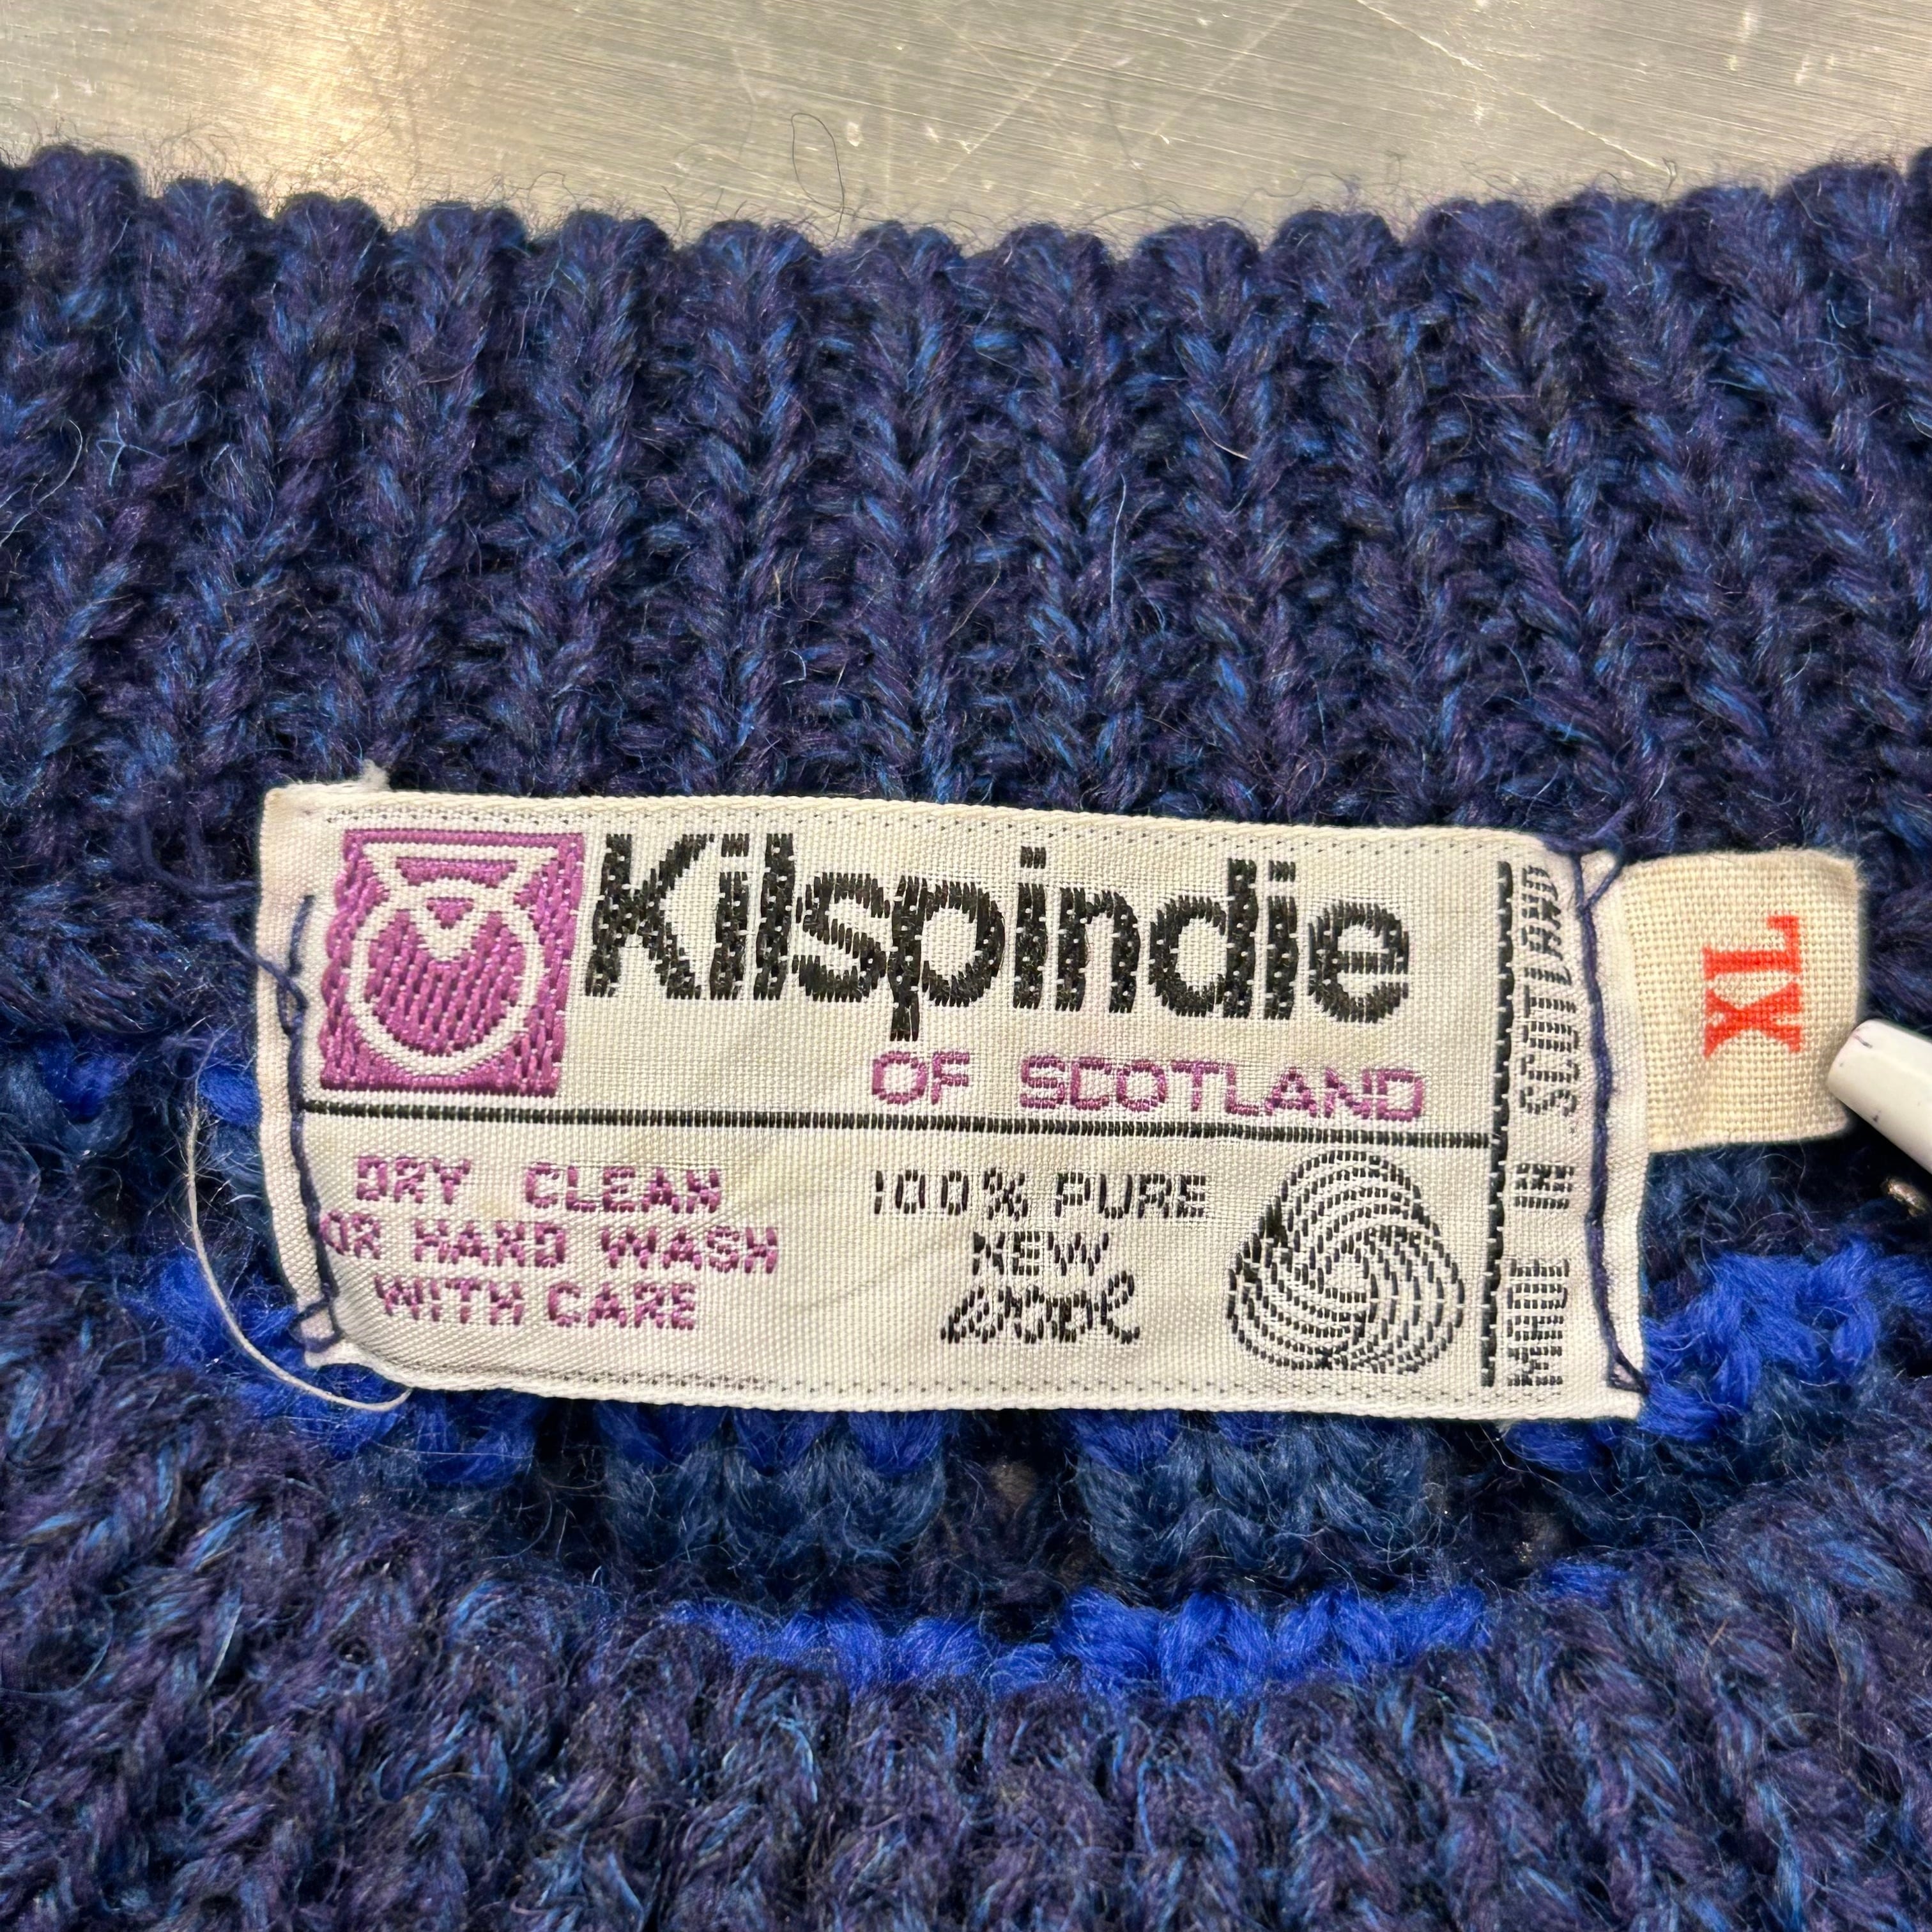 Kilspindie
OF SCOTLAND
DRY CLEAN
OR HAND WASH
WITH CARE
100% PURE
NEW
WOOL
MADE IN SCOTLAND
XL